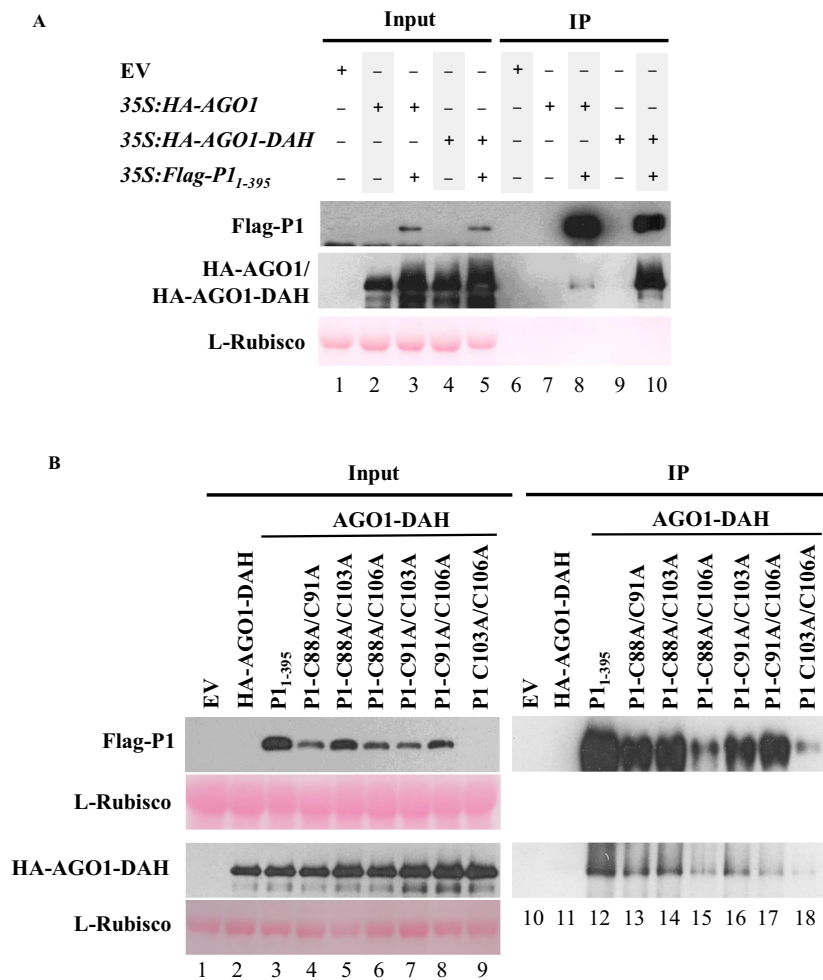 A
Input IP
EV + – – – – + – – – –
35S:HA-AGO1 – + + – – – + + – –
35S:HA-AGO1-DAH – – – + + – – – + +
35S:Flag-P1₁₋₃₉₅ – – + – + – – + – +
Flag-P1
HA-AGO1/
HA-AGO1-DAH
L-Rubisco
1 2 3 4 5 6 7 8 9 10
B
Input IP
AGO1-DAH AGO1-DAH
EV
HA-AGO1-DAH
P1₁₋₃₉₅
P1-C88A/C91A
P1-C88A/C103A
P1-C88A/C106A
P1-C91A/C103A
P1-C91A/C106A
P1 C103A/C106A
EV
HA-AGO1-DAH
P1₁₋₃₉₅
P1-C88A/C91A
P1-C88A/C103A
P1-C88A/C106A
P1-C91A/C103A
P1-C91A/C106A
P1 C103A/C106A
Flag-P1
L-Rubisco
HA-AGO1-DAH
L-Rubisco
10 11 12 13 14 15 16 17 18
1 2 3 4 5 6 7 8 9